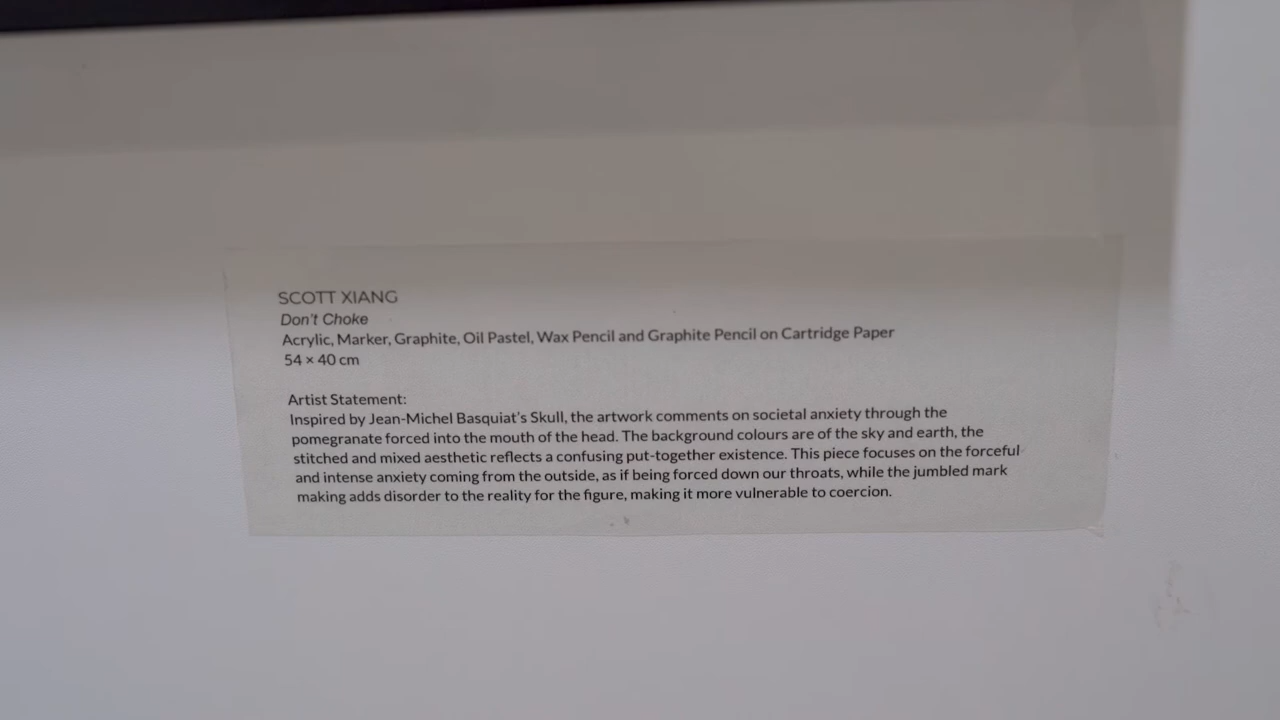 SCOTT XIANG
Don't Choke
Acrylic, Marker, Graphite, Oil Pastel, Wax Pencil and Graphite Pencil on Cartridge Paper
54 × 40 cm
Artist Statement:
Inspired by Jean-Michel Basquiat's Skull, the artwork comments on societal anxiety through the
pomegranate forced into the mouth of the head. The background colours are of the sky and earth, the
stitched and mixed aesthetic reflects a confusing put-together existence. This piece focuses on the forceful
and intense anxiety coming from the outside, as if being forced down our throats, while the jumbled mark
making adds disorder to the reality for the figure, making it more vulnerable to coercion.